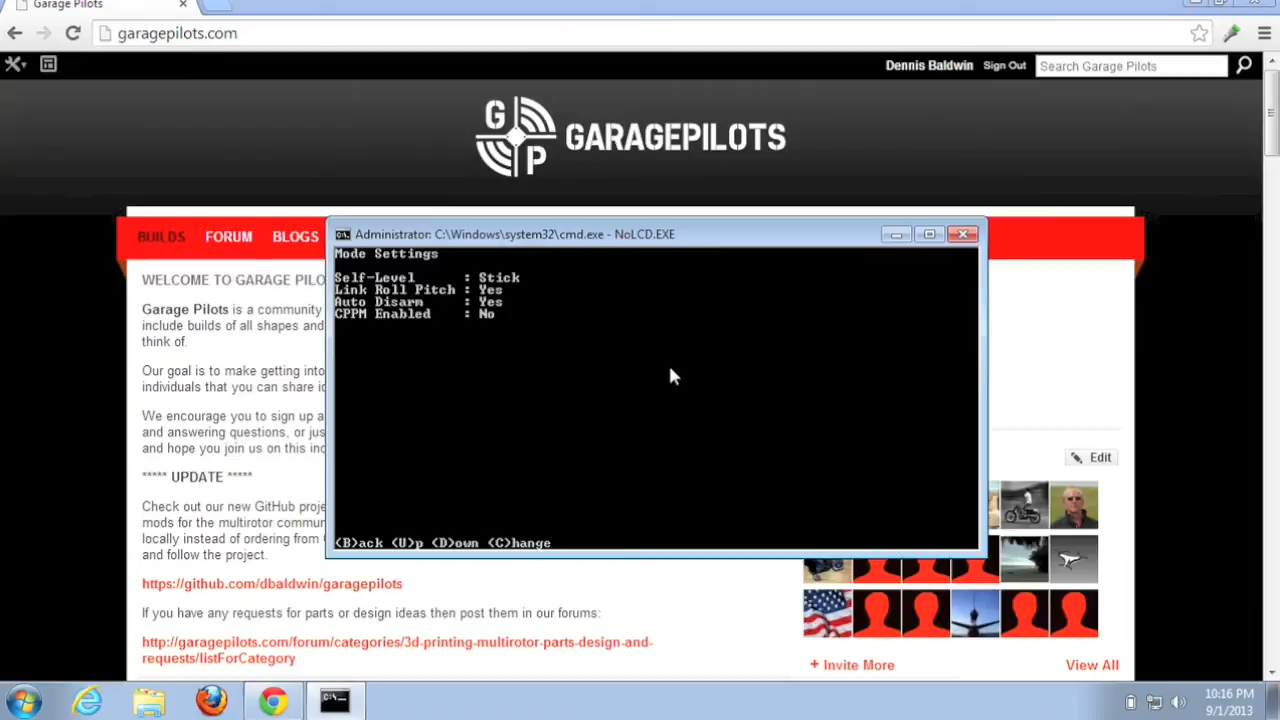 Garage Pilots
garagepilots.com
Dennis Baldwin
Sign Out
Search Garage Pilots
G
P
GARAGEPILOTS
BUILDS
FORUM
BLOGS
WELCOME TO GARAGE PILO
Garage Pilots is a community
include builds of all shapes and
think of.
Our goal is to make getting into
individuals that you can share
We encourage you to sign up a
and answering questions, or jus
and hope you join us on this
***** UPDATE *****
Check out our new GitHub proje
mods for the multirotor commun
locally instead of ordering from
and follow the project.
https://github.com/dbaldwin/garagepilots
If you have any requests for parts or design ideas then post them in our forums:
http://garagepilots.com/forum/categories/3d-printing-multirotor-parts-design-and-
requests/listForCategory
Administrator: C:\Windows\system32\cmd.exe - NoLCD.EXE
Mode Settings
Self-Level : Stick
Link Roll Pitch : Yes
Auto Disarm : Yes
CPPM Enabled : No
(B)ack (U)p (D)own (C)hange
Edit
+ Invite More
View All
C:\
10:16 PM
9/1/2013